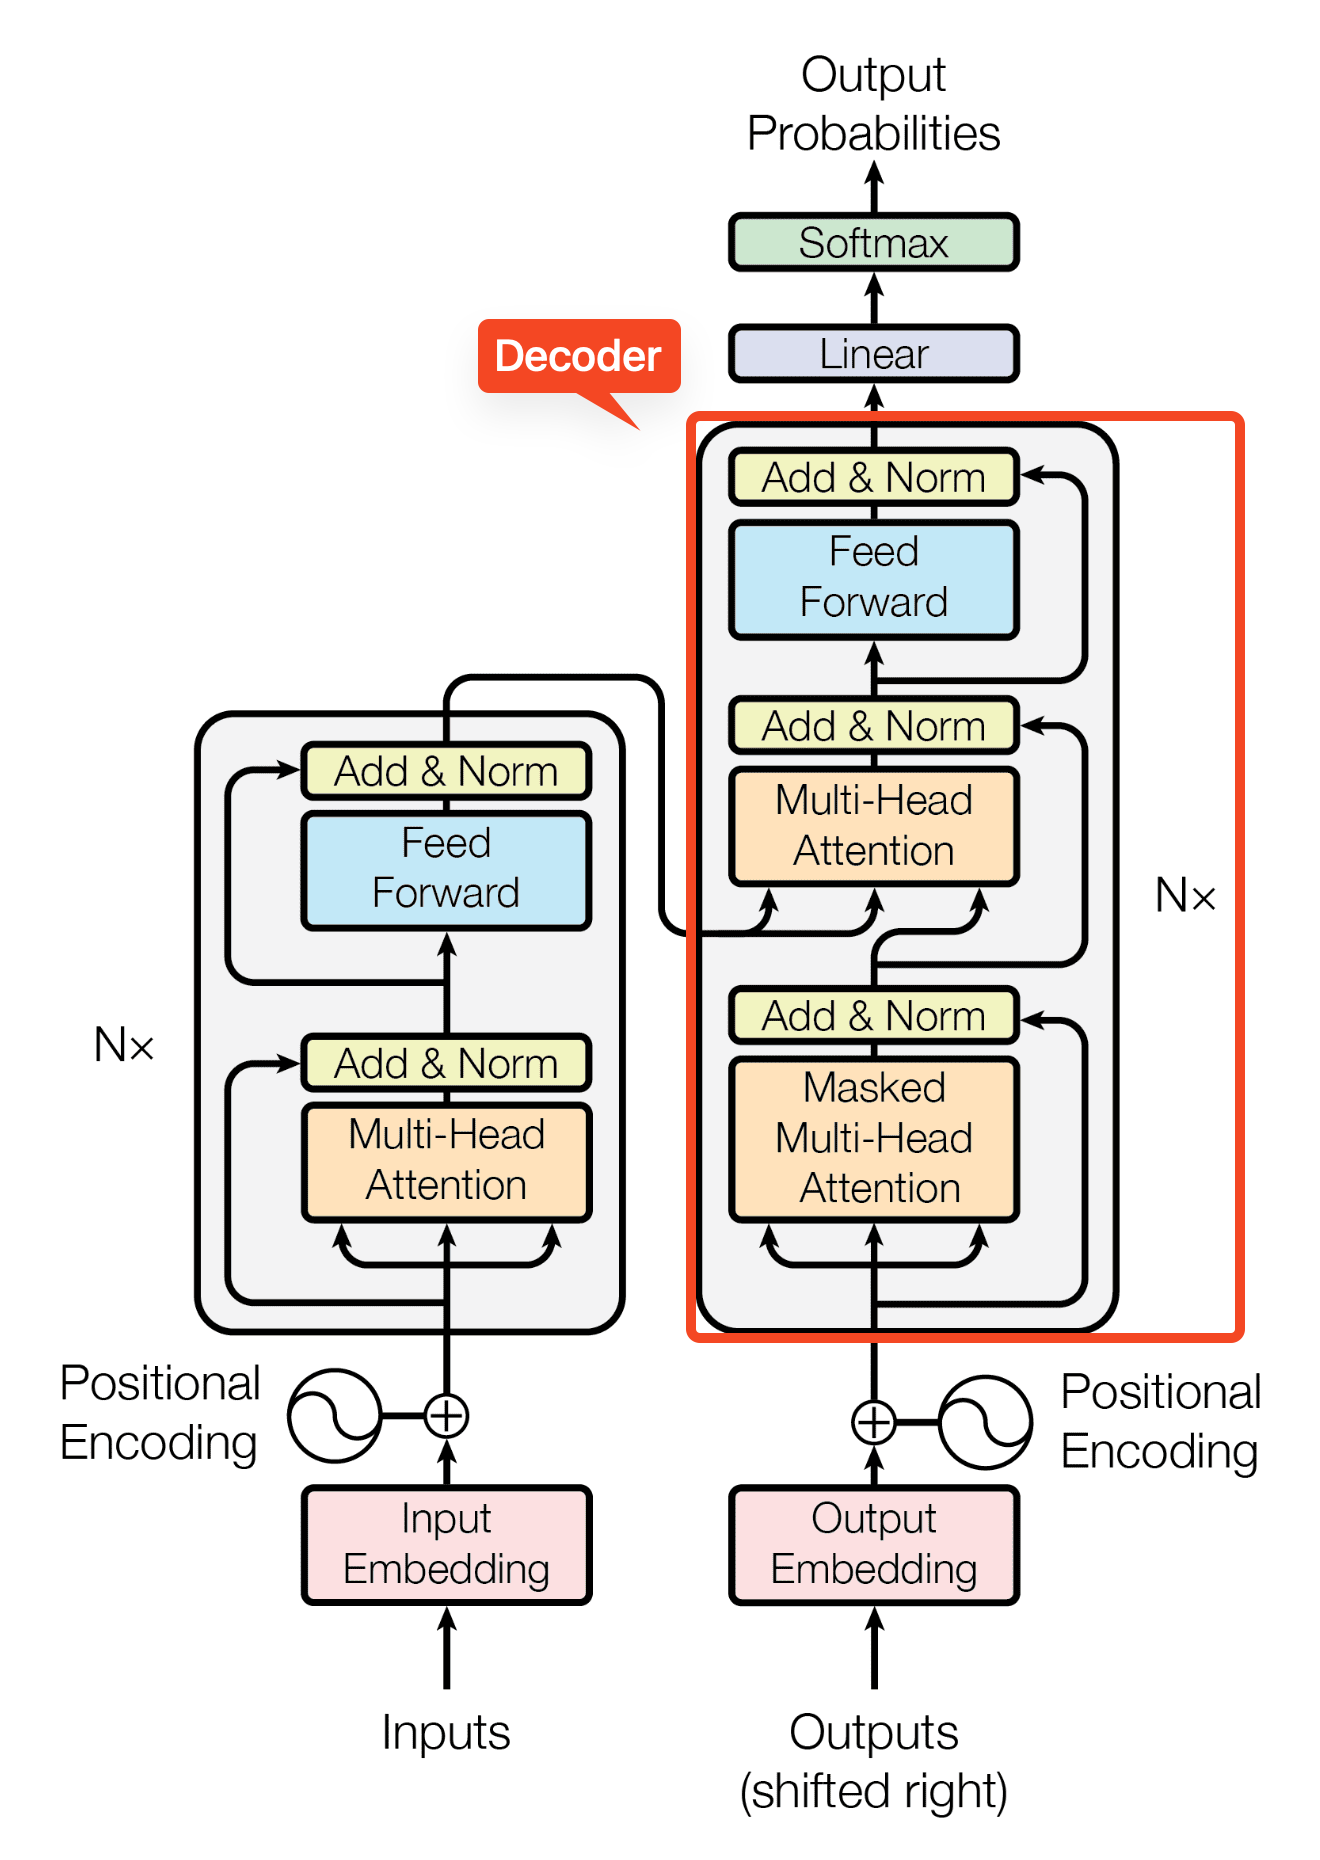 Output
Probabilities
Softmax
Linear
Decoder
Add & Norm
Feed
Forward
Add & Norm
Multi-Head
Attention
N×
Add & Norm
Masked
Multi-Head
Attention
Add & Norm
Feed
Forward
N×
Add & Norm
Multi-Head
Attention
Positional
Encoding
Positional
Encoding
Input
Embedding
Output
Embedding
Inputs
Outputs
(shifted right)